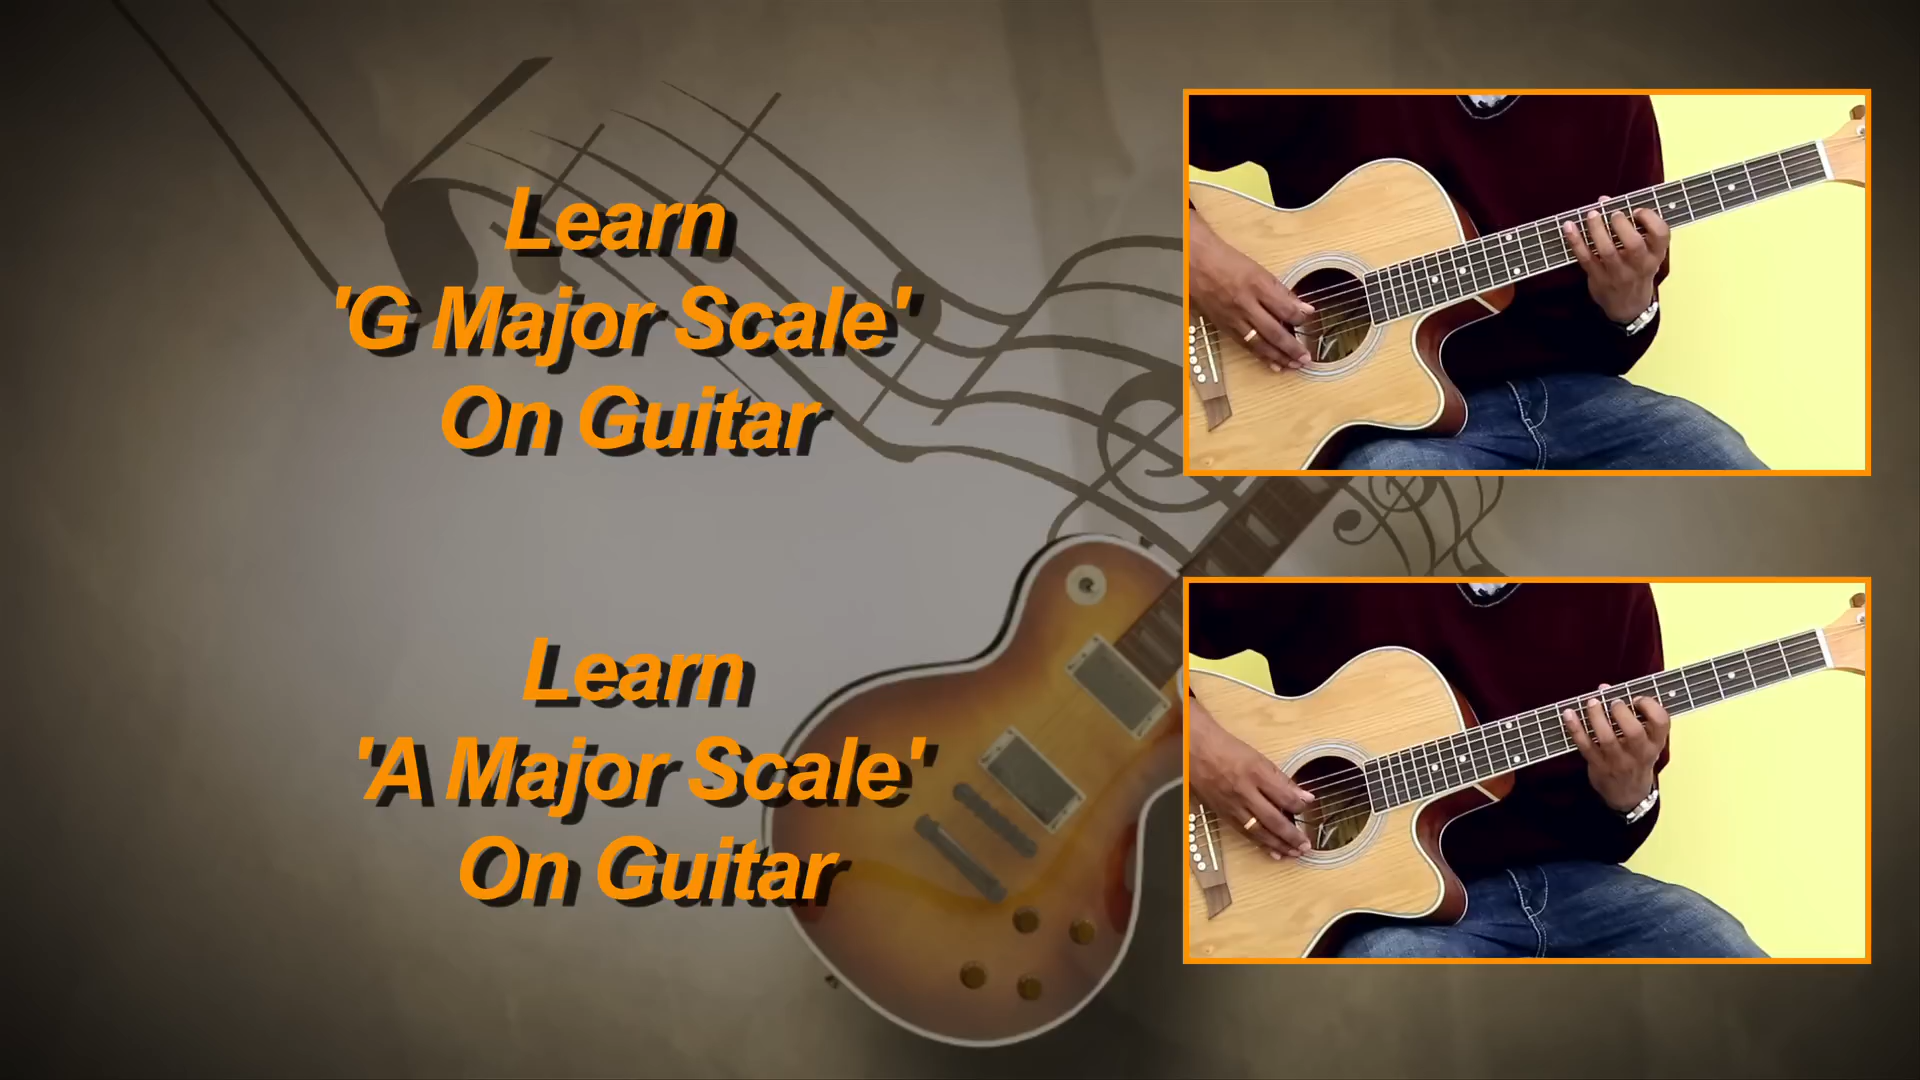 Learn
'G Major Scale'
On Guitar
Learn
'A Major Scale'
On Guitar